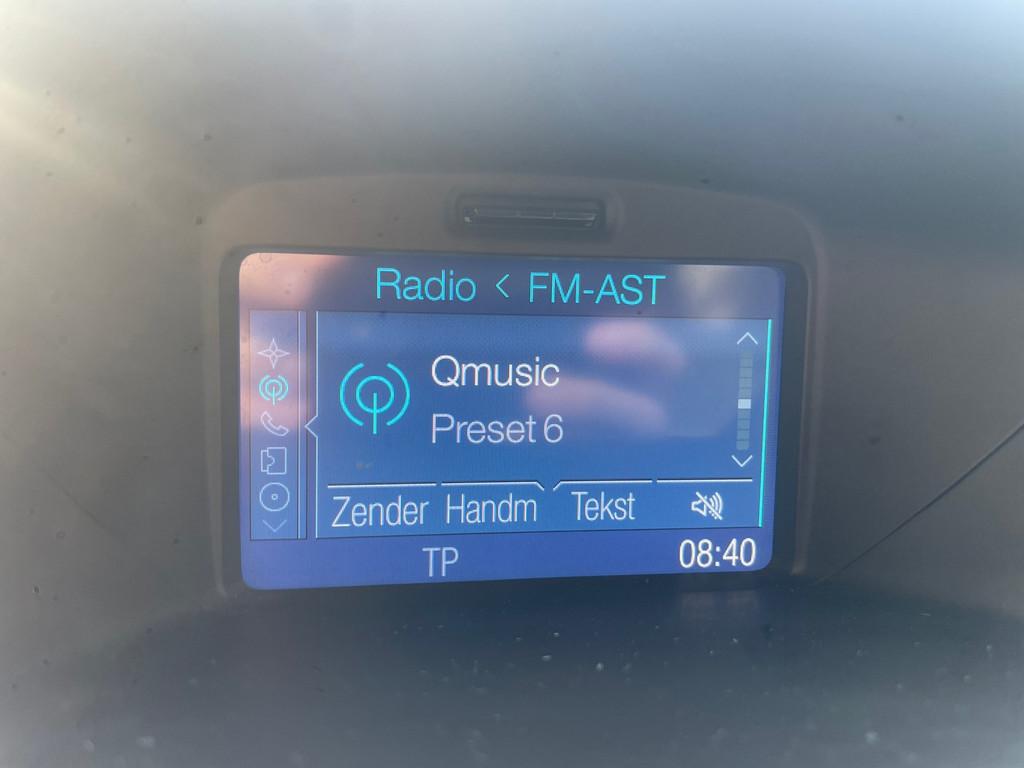 Radio < FM-AST
Qmusic
Preset 6
Zender Handm Tekst
TP 08:40